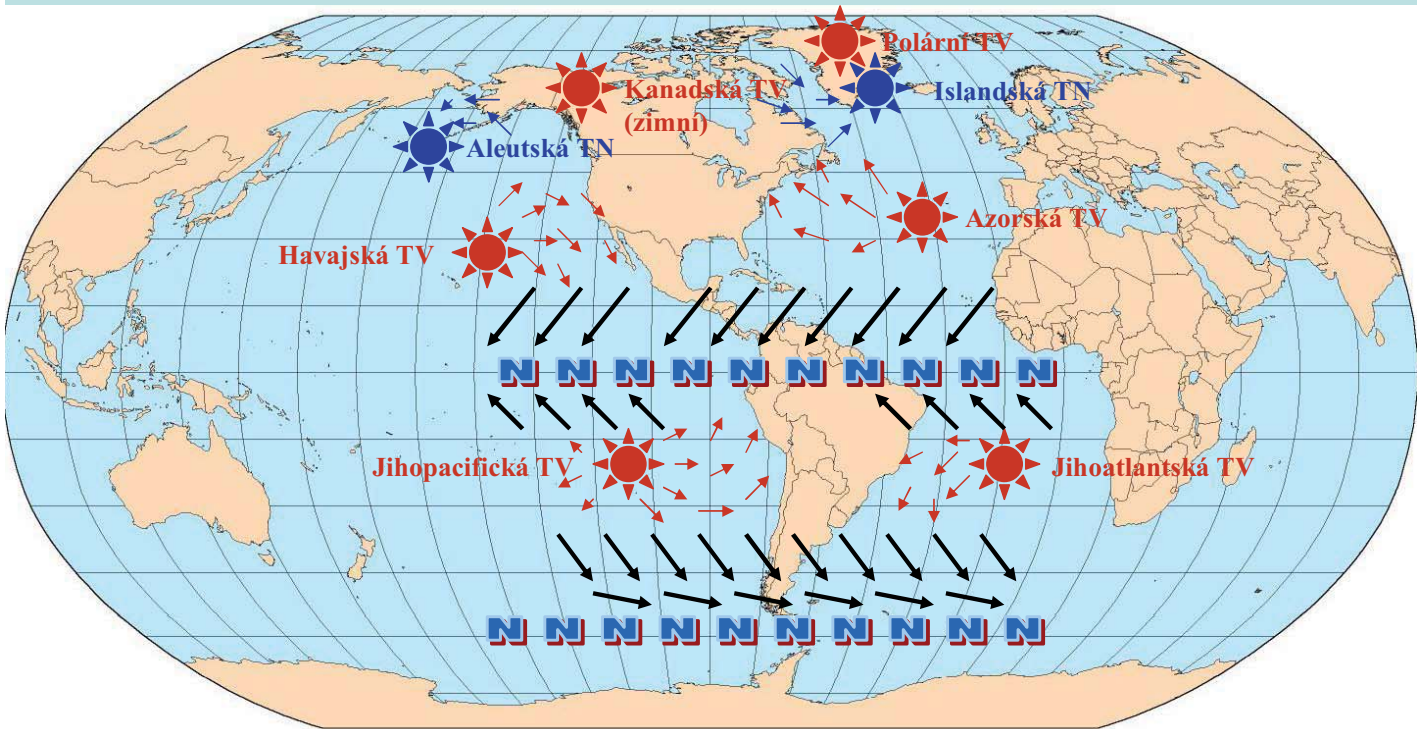 Polární TV
Kanadská TV
(zimní)
Islandská TN
Aleutská TN
Havajská TV
Azorská TV
N N N N N N N N N N
Jihopacifická TV
Jihoatlantská TV
N N N N N N N N N N